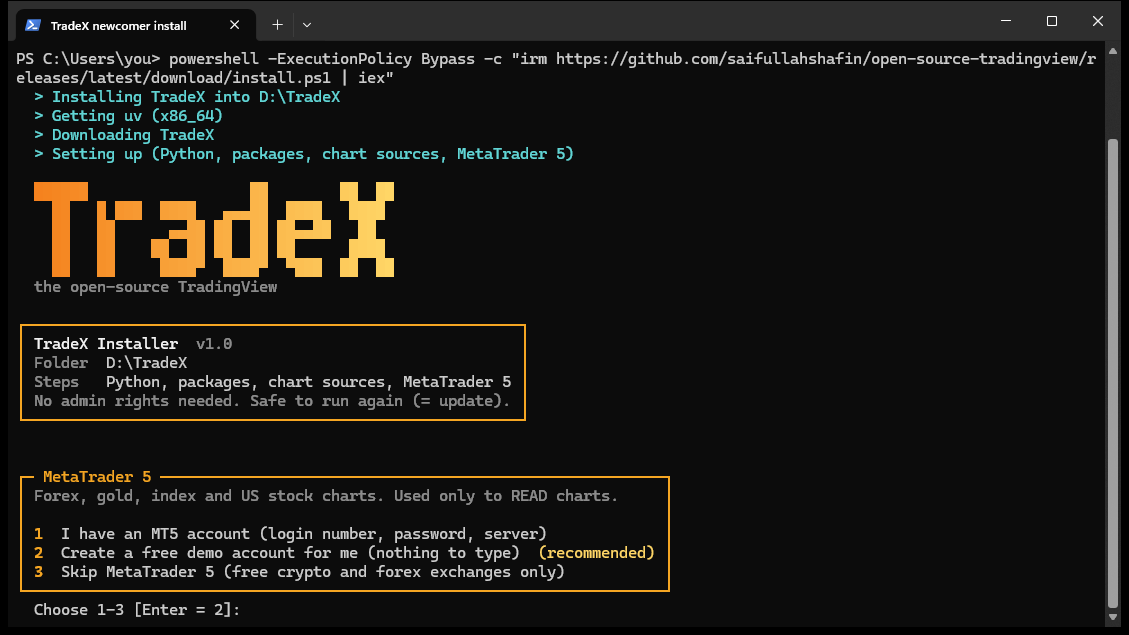 TradeX newcomer install
PS C:\Users\you> powershell -ExecutionPolicy Bypass -c "irm https://github.com/saifullahshafin/open-source-tradingview/r
eleases/latest/download/install.ps1 | iex"
> Installing TradeX into D:\TradeX
> Getting uv (x86_64)
> Downloading TradeX
> Setting up (Python, packages, chart sources, MetaTrader 5)
TradeX
the open-source TradingView
TradeX Installer v1.0
Folder D:\TradeX
Steps Python, packages, chart sources, MetaTrader 5
No admin rights needed. Safe to run again (= update).
MetaTrader 5
Forex, gold, index and US stock charts. Used only to READ charts.
1 I have an MT5 account (login number, password, server)
2 Create a free demo account for me (nothing to type) (recommended)
3 Skip MetaTrader 5 (free crypto and forex exchanges only)
Choose 1-3 [Enter = 2]: